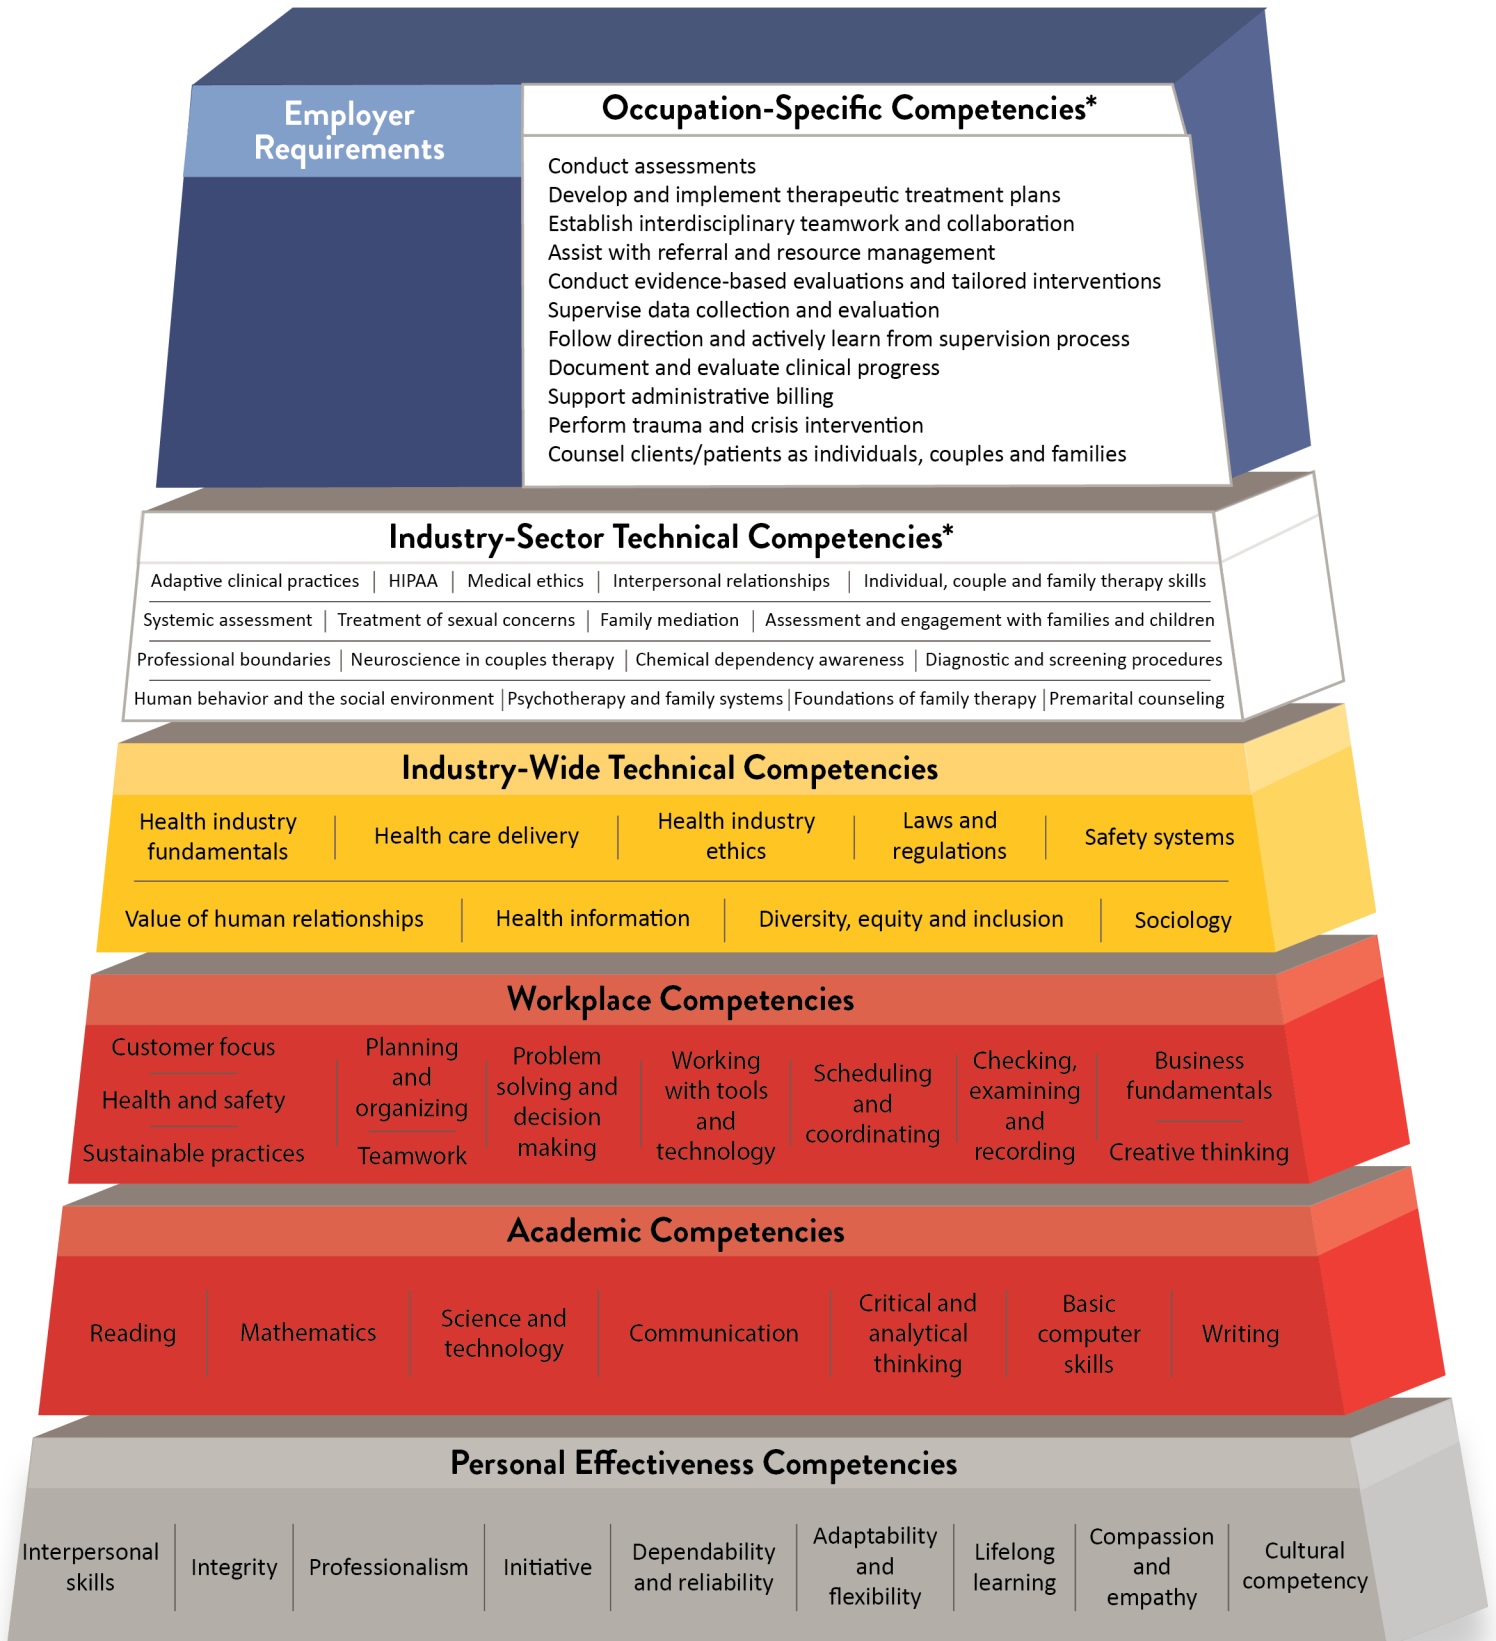 Employer
Requirements
Occupation-Specific Competencies*
Conduct assessments
Develop and implement therapeutic treatment plans
Establish interdisciplinary teamwork and collaboration
Assist with referral and resource management
Conduct evidence-based evaluations and tailored interventions
Supervise data collection and evaluation
Follow direction and actively learn from supervision process
Document and evaluate clinical progress
Support administrative billing
Perform trauma and crisis intervention
Counsel clients/patients as individuals, couples and families
Industry-Sector Technical Competencies*
Adaptive clinical practices | HIPAA | Medical ethics | Interpersonal relationships | Individual, couple and family therapy skills
Systemic assessment | Treatment of sexual concerns | Family mediation | Assessment and engagement with families and children
Professional boundaries | Neuroscience in couples therapy | Chemical dependency awareness | Diagnostic and screening procedures
Human behavior and the social environment | Psychotherapy and family systems | Foundations of family therapy | Premarital counseling
Industry-Wide Technical Competencies
Health industry
fundamentals
Health care delivery
Health industry
ethics
Laws and
regulations
Safety systems
Value of human relationships
Health information
Diversity, equity and inclusion
Sociology
Workplace Competencies
Customer focus
Health and safety
Sustainable practices
Planning
and
organizing
Teamwork
Problem
solving and
decision
making
Working
with tools
and
technology
Scheduling
and
coordinating
Checking,
examining
and
recording
Business
fundamentals
Creative thinking
Academic Competencies
Reading
Mathematics
Science and
technology
Communication
Critical and
analytical
thinking
Basic
computer
skills
Writing
Personal Effectiveness Competencies
Interpersonal
skills
Integrity
Professionalism
Initiative
Dependability
and reliability
Adaptability
and
flexibility
Lifelong
learning
Compassion
and
empathy
Cultural
competency